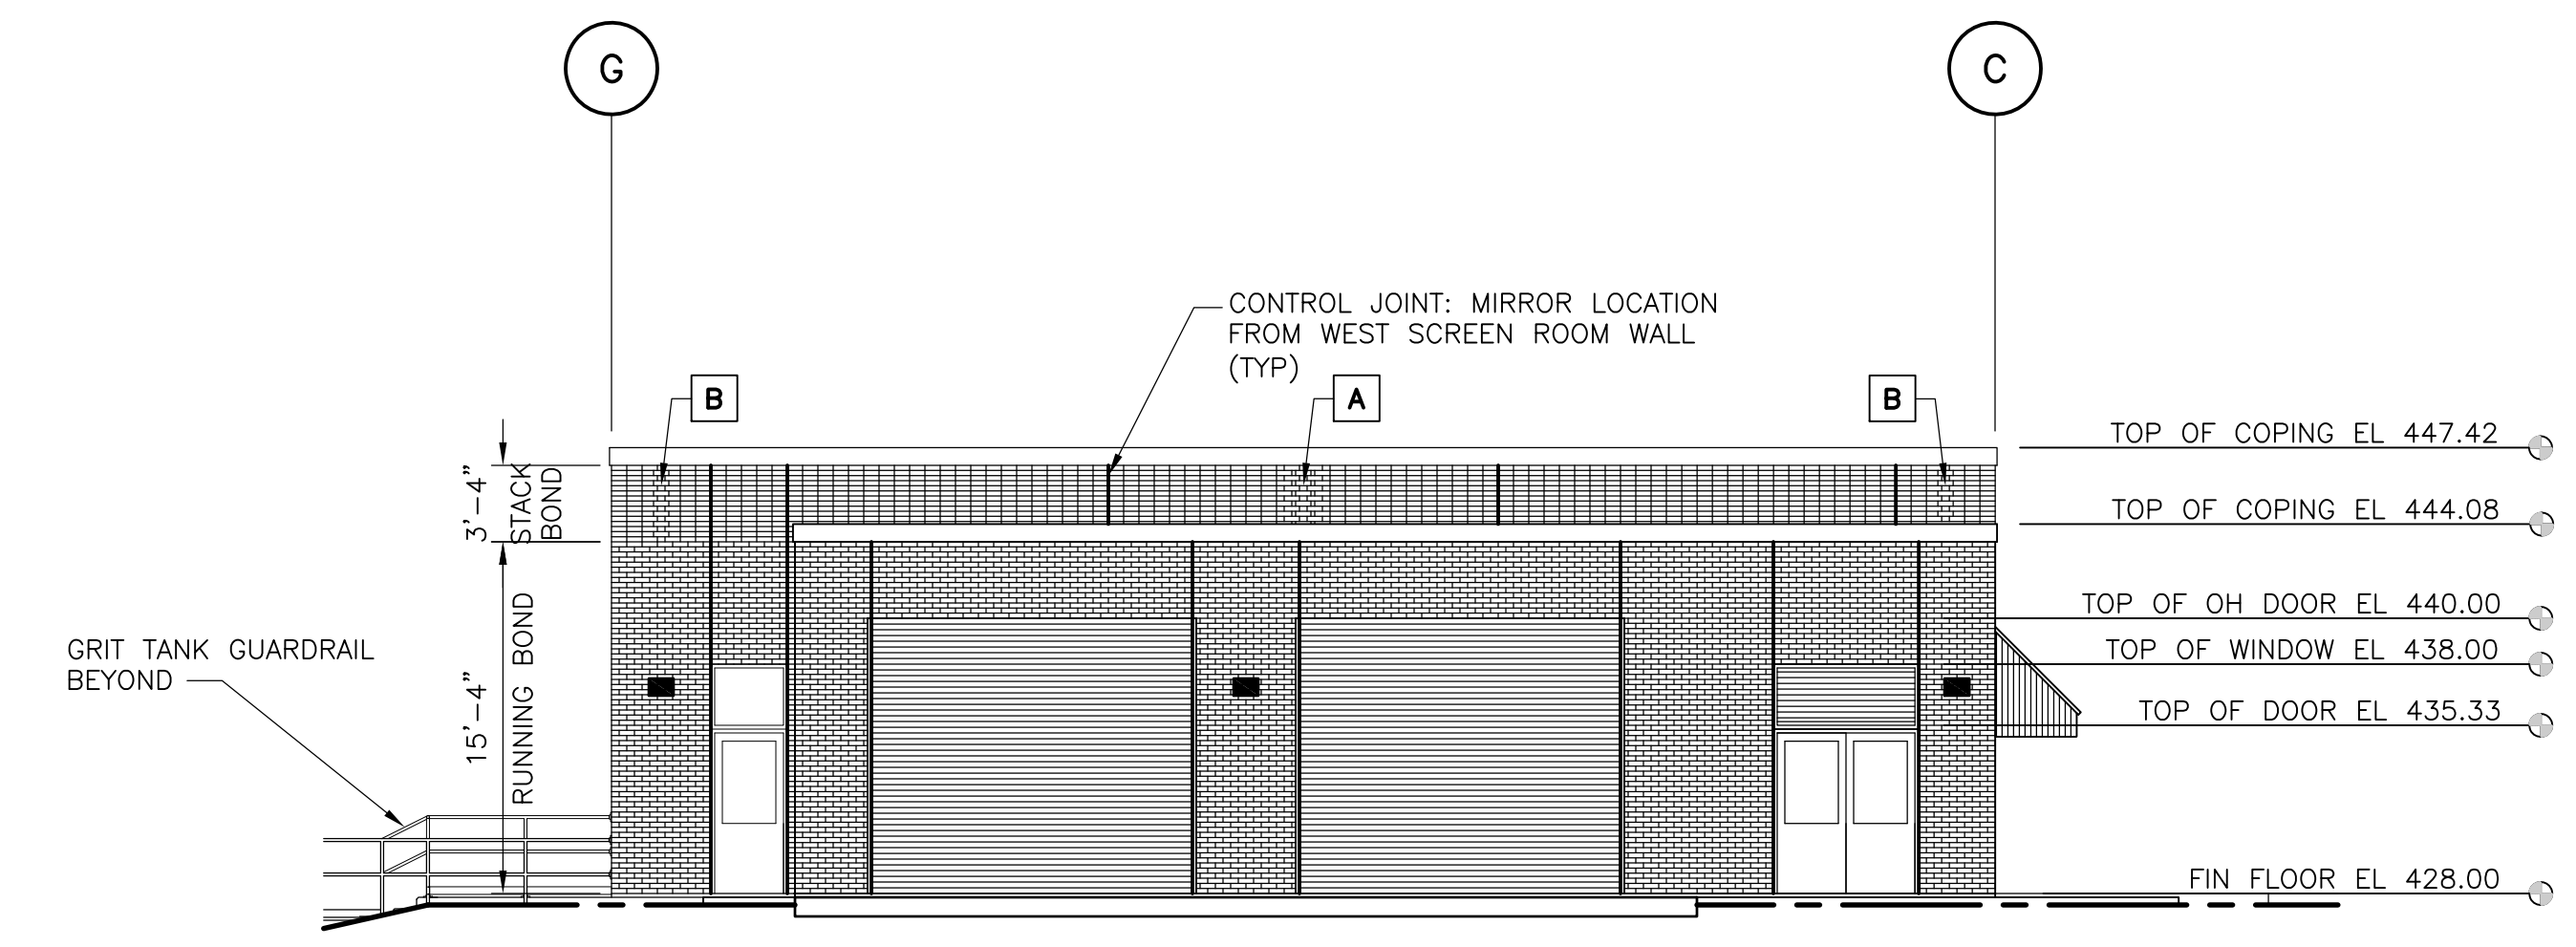 G
C
CONTROL JOINT: MIRROR LOCATION
FROM WEST SCREEN ROOM WALL
(TYP)
B
A
B
TOP OF COPING EL 447.42
3'-4"
STACK
BOND
TOP OF COPING EL 444.08
TOP OF OH DOOR EL 440.00
GRIT TANK GUARDRAIL
BEYOND
15'-4"
RUNNING BOND
TOP OF WINDOW EL 438.00
TOP OF DOOR EL 435.33
FIN FLOOR EL 428.00